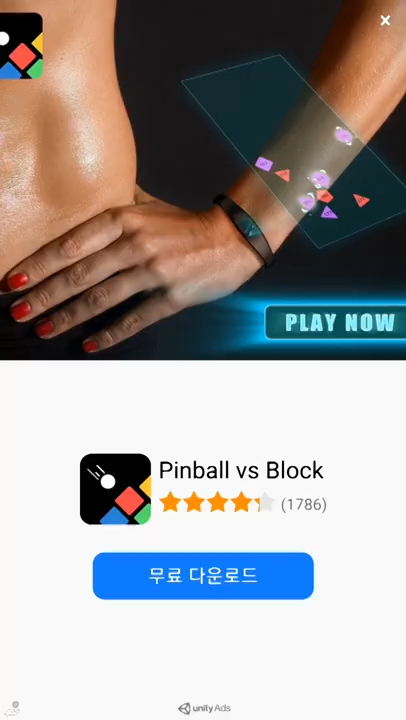 PLAY NOW
Pinball vs Block
(1786)
무료 다운로드
unity Ads